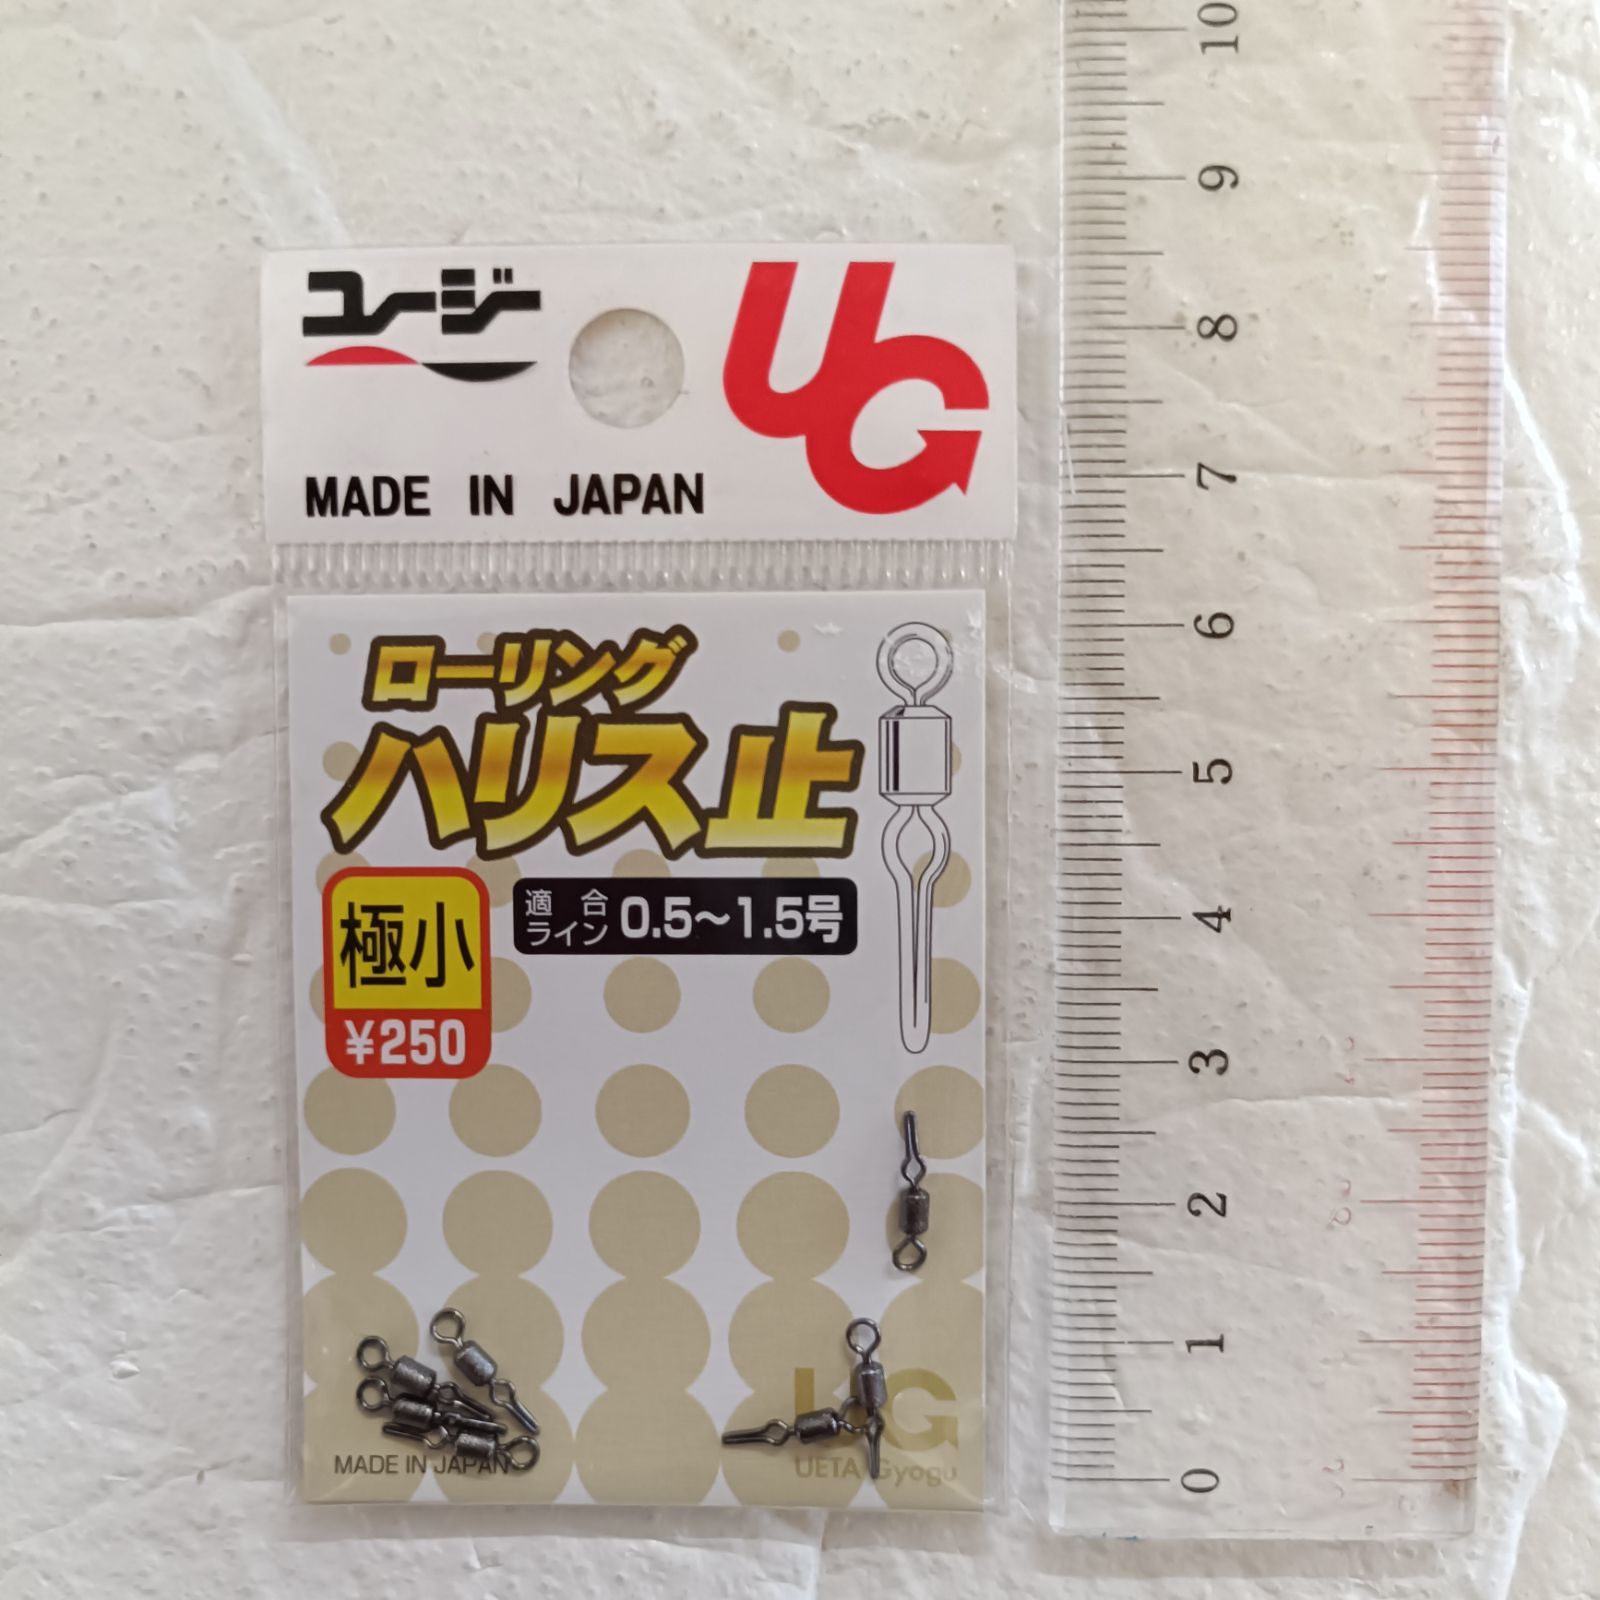 ユージー
UG
MADE IN JAPAN
ローリング
ハリス止
極小
¥250
適合
ライン
0.5〜1.5号
MADE IN JAPAN
UG
UETA Gyogu
10
9
8
7
6
5
4
3
2
1
0